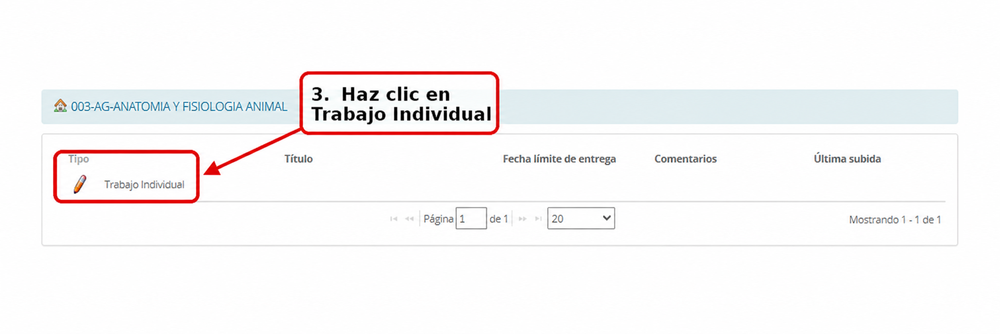 3. Haz clic en
Trabajo Individual
003-AG-ANATOMIA Y FISIOLOGIA ANIMAL
Tipo Título Fecha límite de entrega Comentarios Última subida
Trabajo Individual
Página 1 de 1 20 Mostrando 1 - 1 de 1